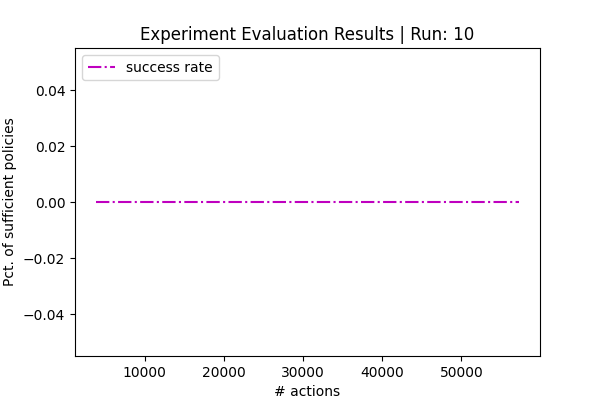 Experiment Evaluation Results | Run: 10
success rate
Pct. of sufficient policies
0.04
0.02
0.00
−0.02
−0.04
10000 20000 30000 40000 50000
# actions